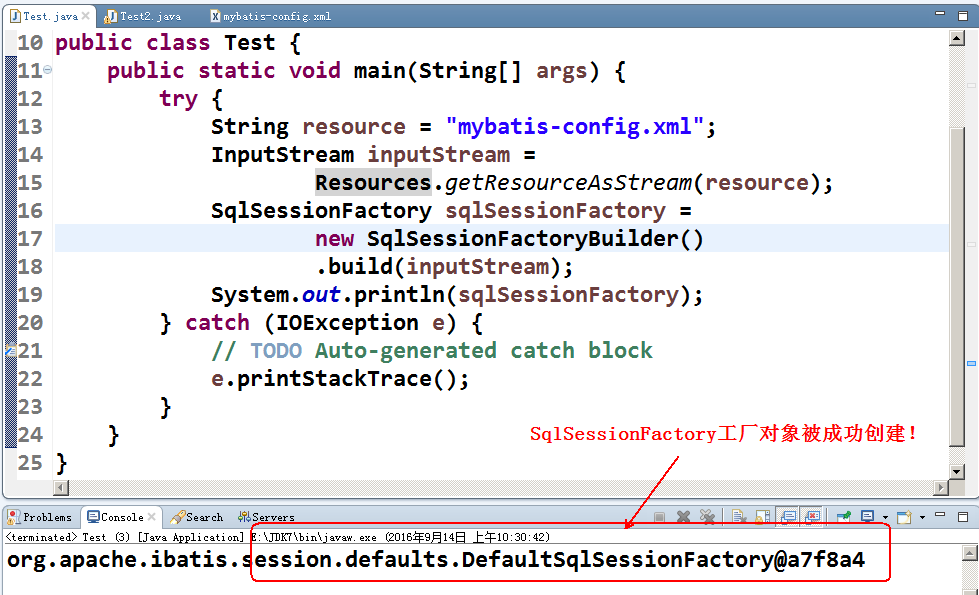 Test.java Test2.java mybatis-config.xml
10 public class Test {
11 public static void main(String[] args) {
12 try {
13 String resource = "mybatis-config.xml";
14 InputStream inputStream =
15 Resources.getResourceAsStream(resource);
16 SqlSessionFactory sqlSessionFactory =
17 new SqlSessionFactoryBuilder()
18 .build(inputStream);
19 System.out.println(sqlSessionFactory);
20 } catch (IOException e) {
21 // TODO Auto-generated catch block
22 e.printStackTrace();
23 }
24 }
SqlSessionFactory工厂对象被成功创建!
25 }
Problems Console Search Servers
<terminated> Test (3) [Java Application] E:\JDK7\bin\javaw.exe (2016年9月14日 上午10:30:42)
org.apache.ibatis.session.defaults.DefaultSqlSessionFactory@a7f8a4